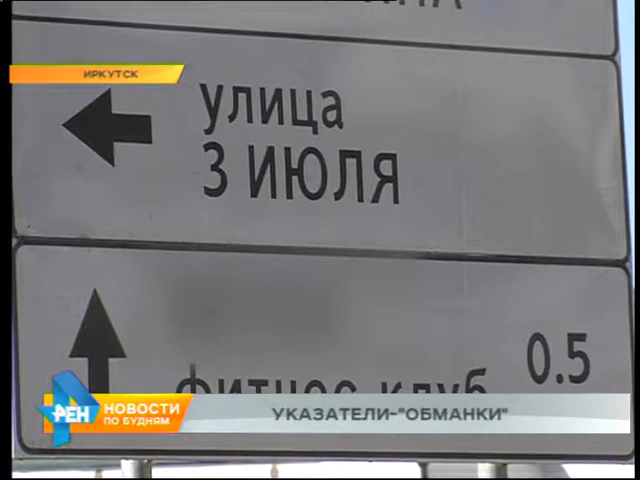 ИРКУТСК
улица
3 ИЮЛЯ
0.5
фитнес клуб
РЕН НОВОСТИ
ПО БУДНЯМ
УКАЗАТЕЛИ-"ОБМАНКИ"